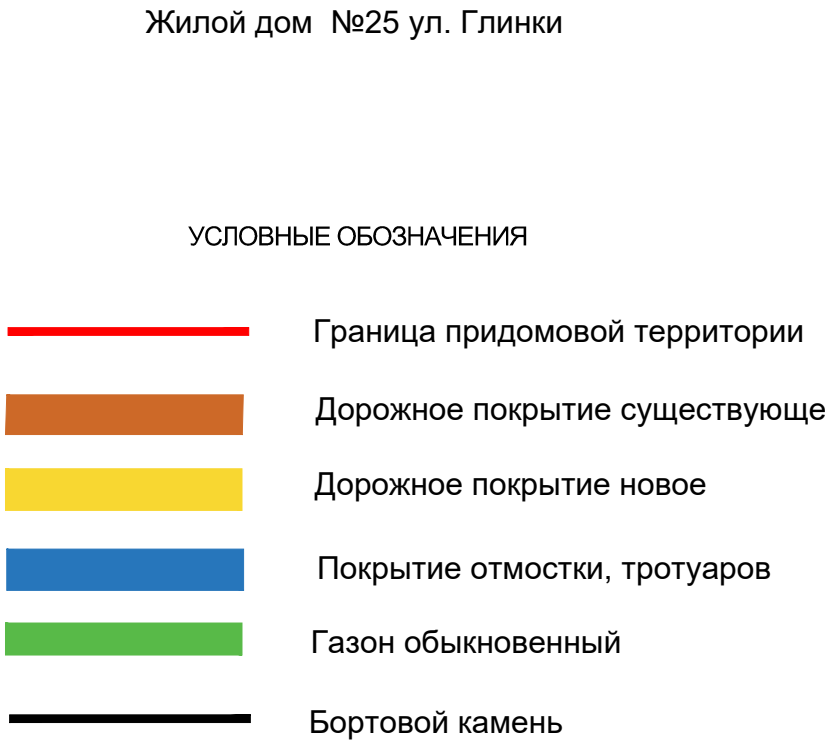 Жилой дом №25 ул. Глинки
УСЛОВНЫЕ ОБОЗНАЧЕНИЯ
Граница придомовой территории
Дорожное покрытие существующе
Дорожное покрытие новое
Покрытие отмостки, тротуаров
Газон обыкновенный
Бортовой камень